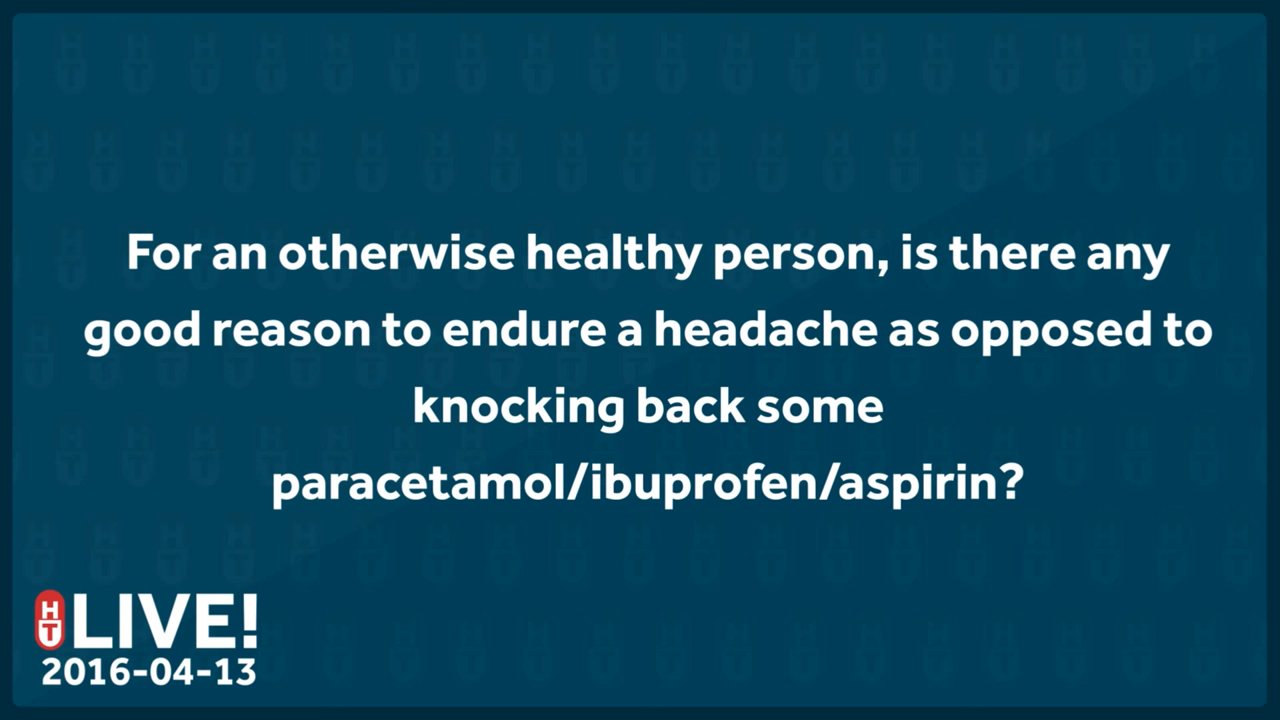 For an otherwise healthy person, is there any
good reason to endure a headache as opposed to
knocking back some
paracetamol/ibuprofen/aspirin?
HT LIVE!
2016-04-13